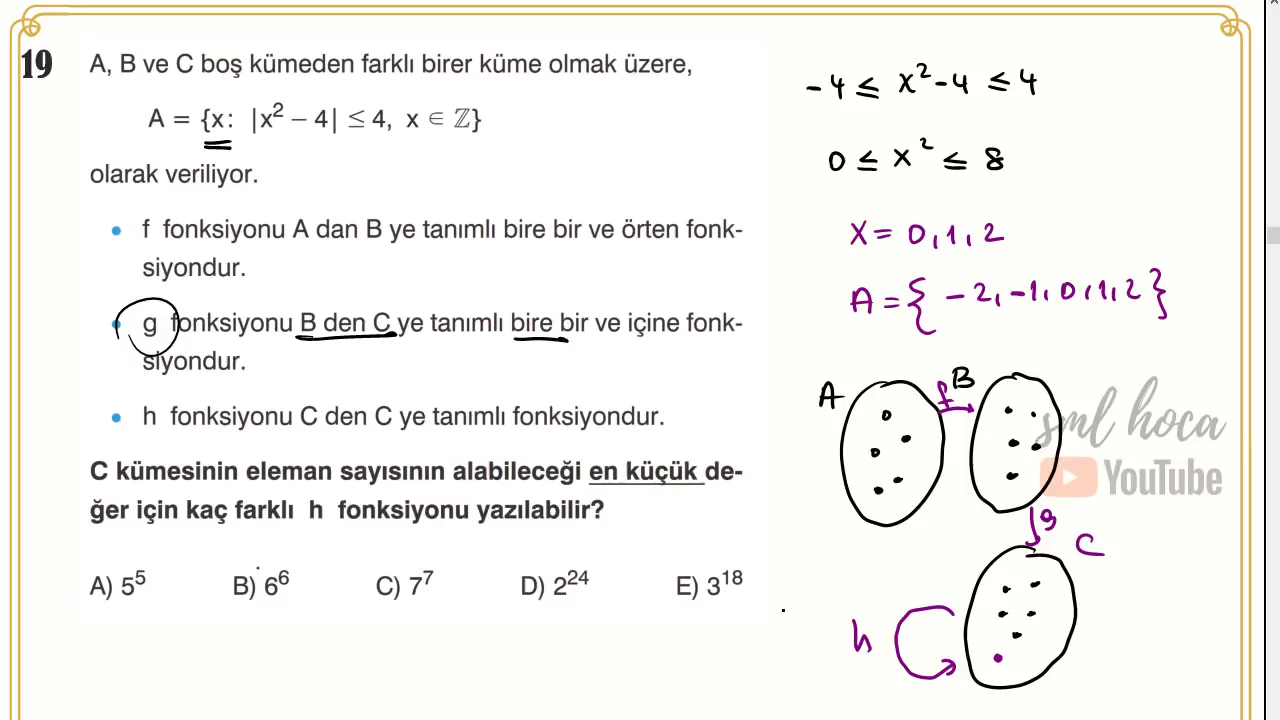 19
A, B ve C boş kümeden farklı birer küme olmak üzere,
A = {x: |x² − 4| ≤ 4, x ∈ ℤ}
olarak veriliyor.
• f fonksiyonu A dan B ye tanımlı bire bir ve örten fonk-
siyondur.
• g fonksiyonu B den C ye tanımlı bire bir ve içine fonk-
siyondur.
• h fonksiyonu C den C ye tanımlı fonksiyondur.
C kümesinin eleman sayısının alabileceği en küçük de-
ğer için kaç farklı h fonksiyonu yazılabilir?
A) 5⁵ B) 6⁶ C) 7⁷ D) 2²⁴ E) 3¹⁸
-4 ≤ x² - 4 ≤ 4
0 ≤ x² ≤ 8
x = 0, 1, 2
A = { -2, -1, 0, 1, 2 }
A f B
g C
h
sml hoca
YouTube